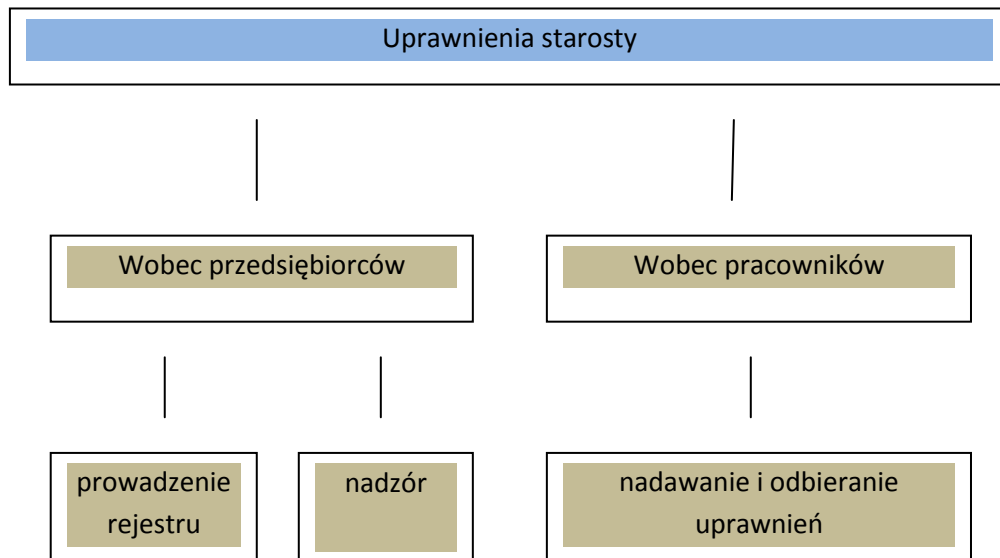 Uprawnienia starosty
Wobec przedsiębiorców
Wobec pracowników
prowadzenie
rejestru
nadzór
nadawanie i odbieranie
uprawnień